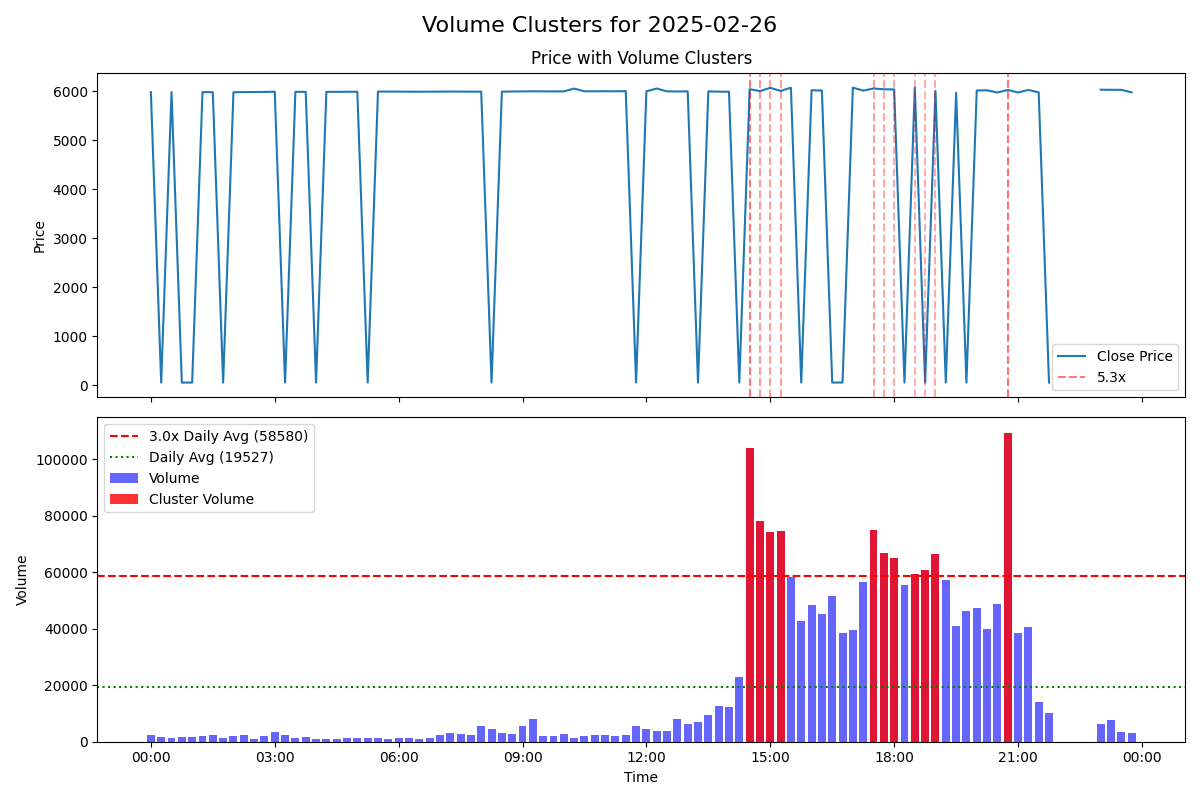 Volume Clusters for 2025-02-26
Price with Volume Clusters
Price
6000
5000
4000
3000
2000
1000
0
Close Price
5.3x
Volume
100000
80000
60000
40000
20000
0
3.0x Daily Avg (58580)
Daily Avg (19527)
Volume
Cluster Volume
00:00 03:00 06:00 09:00 12:00 15:00 18:00 21:00 00:00
Time